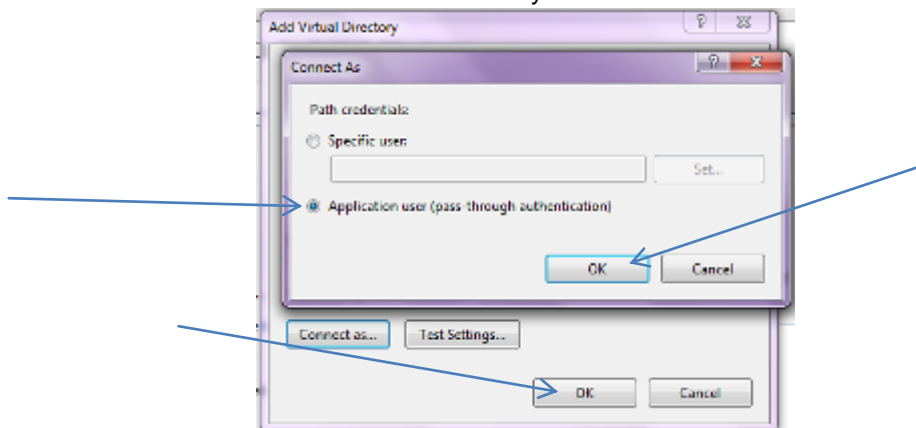 Add Virtual Directory
Connect As
Path credentials:
Specific user:
Set...
Application user (pass-through authentication)
OK Cancel
Connect as... Test Settings...
OK Cancel